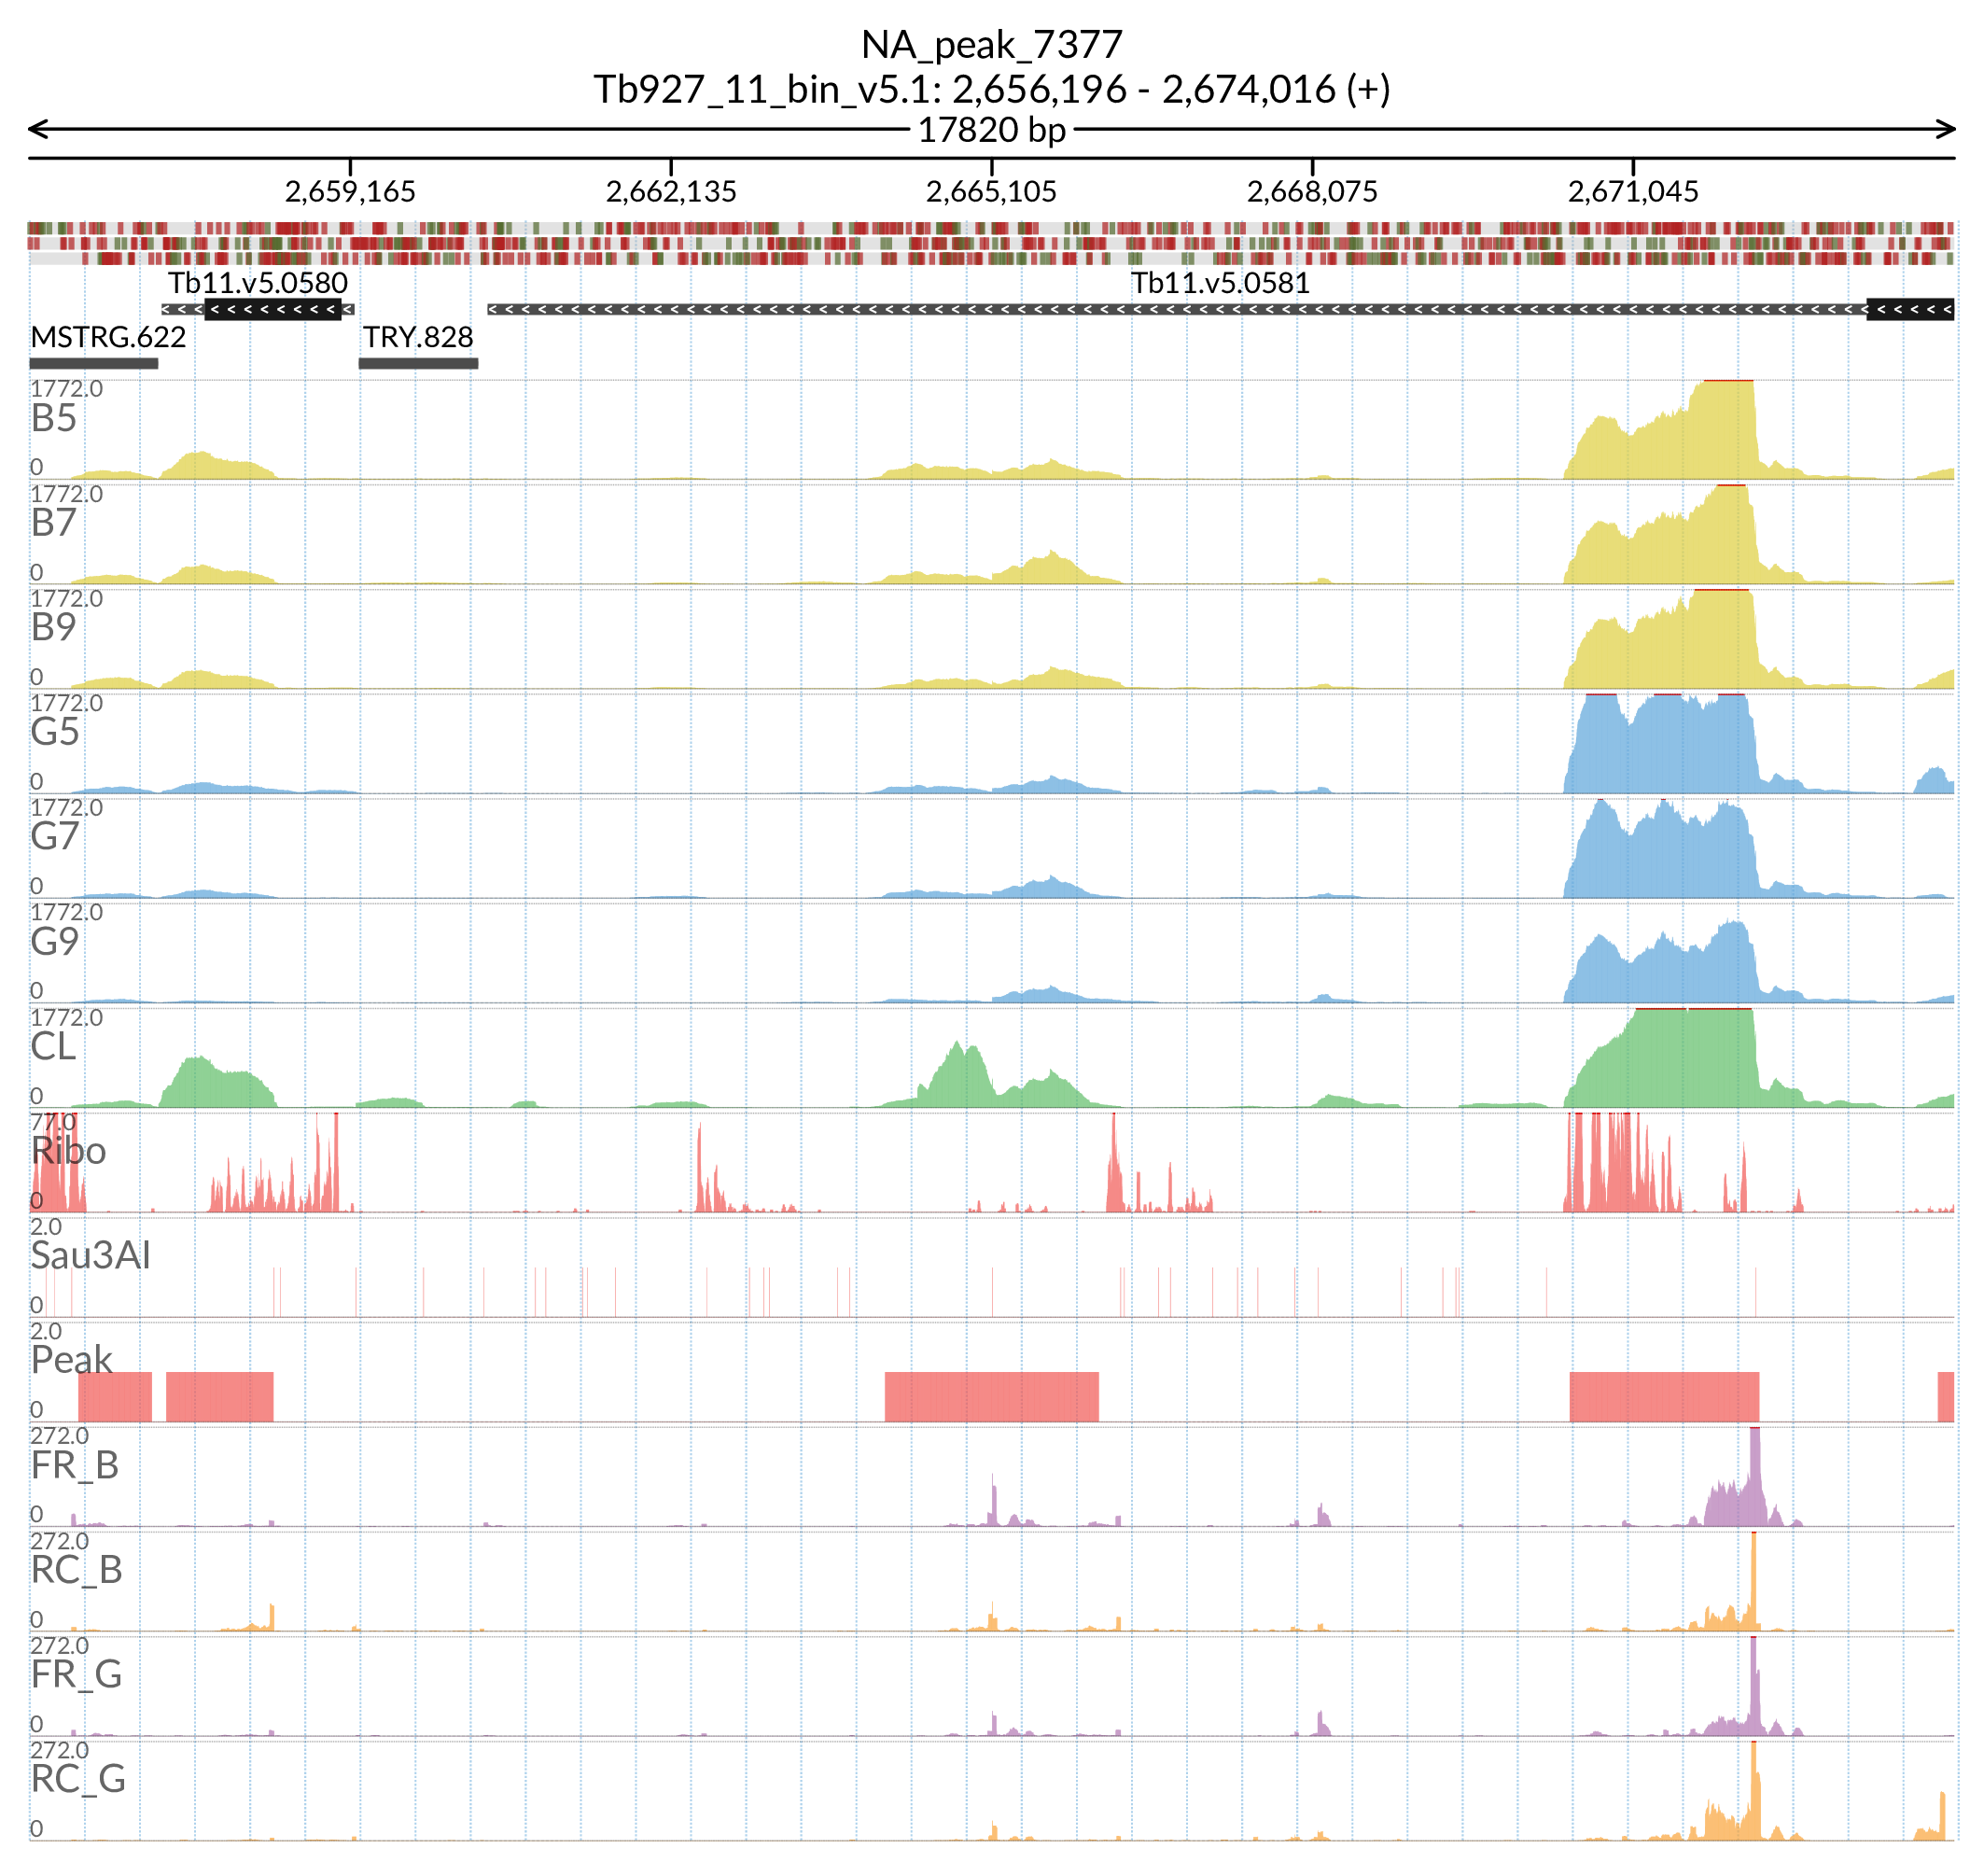 NA_peak_7377
Tb927_11_bin_v5.1: 2,656,196 - 2,674,016 (+)
17820 bp
2,659,165 2,662,135 2,665,105 2,668,075 2,671,045
Tb11.v5.0580 Tb11.v5.0581
MSTRG.622 TRY.828
1772.0
B5
0
1772.0
B7
0
1772.0
B9
0
1772.0
G5
0
1772.0
G7
0
1772.0
G9
0
1772.0
CL
0
77.0
Ribo
0
2.0
Sau3AI
0
2.0
Peak
0
272.0
FR_B
0
272.0
RC_B
0
272.0
FR_G
0
272.0
RC_G
0